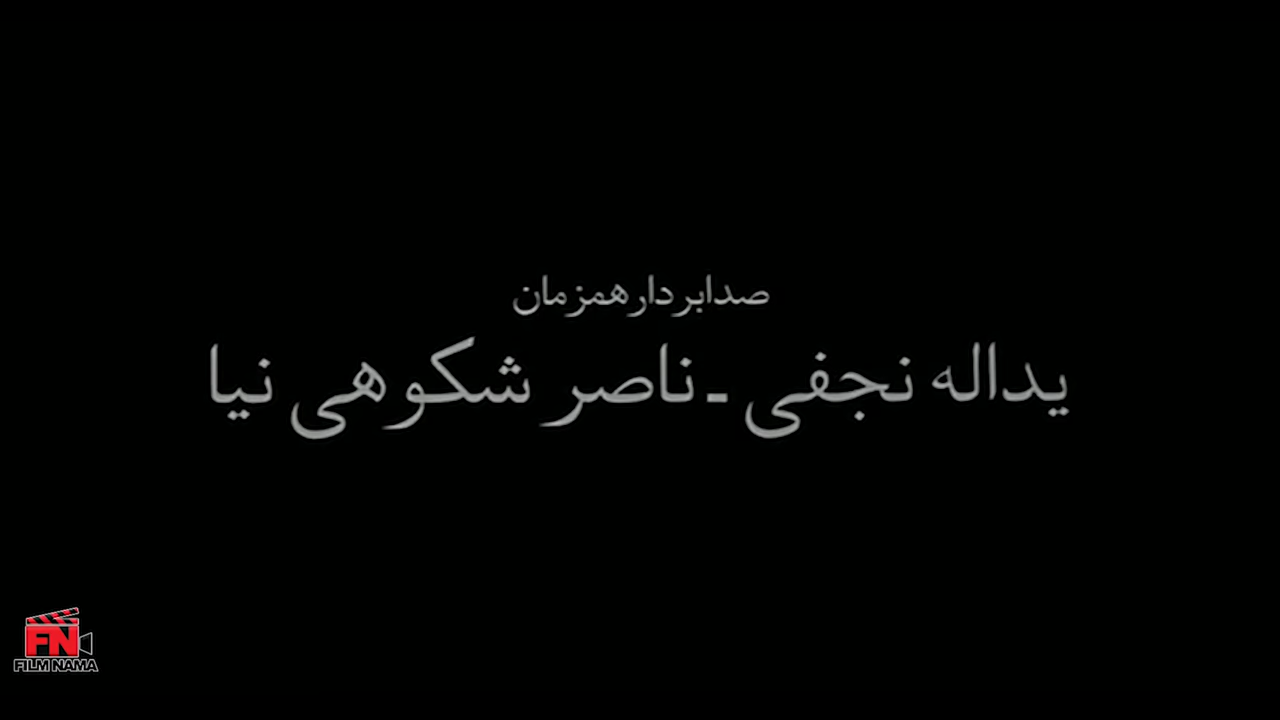 صدابردار همزمان
یداله نجفی - ناصر شکوهی نیا
FN
FILM NAMA